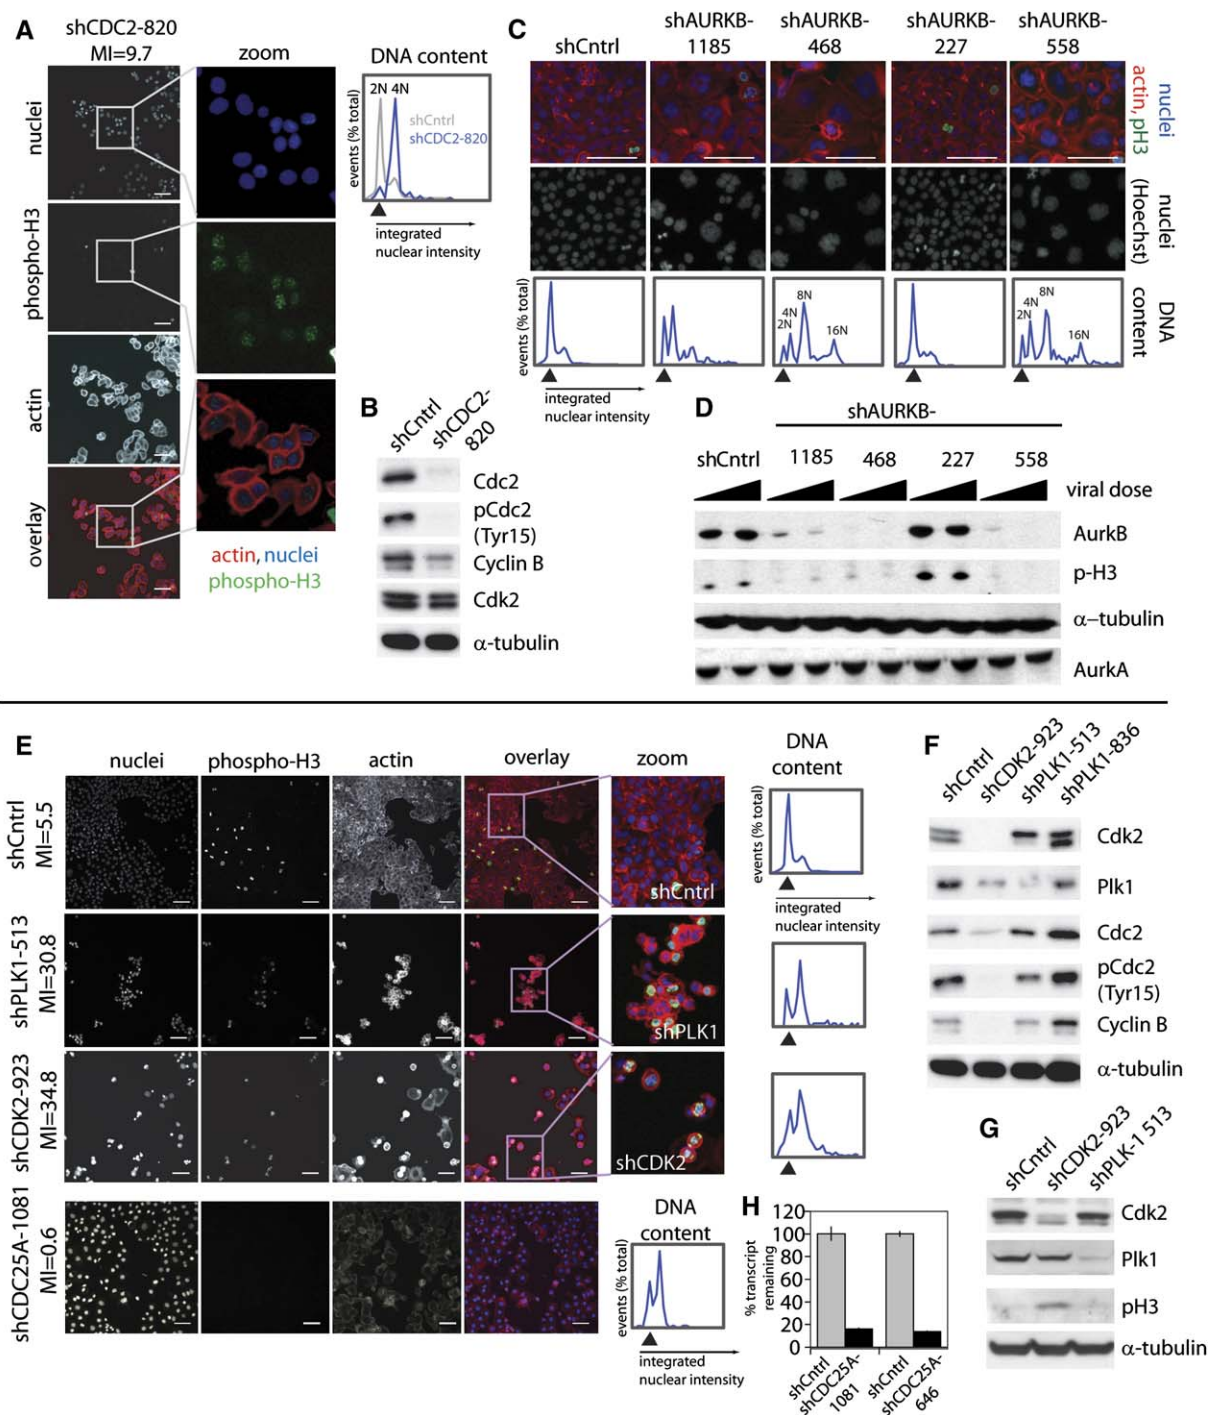 A
shCDC2-820
MI=9.7
zoom
DNA content
nuclei
phospho-H3
actin
overlay
2N 4N
shCntrl
shCDC2-820
events (% total)
integrated
nuclear intensity
actin, nuclei
phospho-H3
B
shCntrl
shCDC2-
820
Cdc2
pCdc2
(Tyr15)
Cyclin B
Cdk2
α-tubulin
C
shCntrl
shAURKB-
1185
shAURKB-
468
shAURKB-
227
shAURKB-
558
nuclei
actin, pH3
nuclei
(Hoechst)
DNA
content
events (% total)
2N
4N
8N
16N
2N
4N
8N
16N
integrated
nuclear intensity
D
shAURKB-
shCntrl 1185 468 227 558
viral dose
AurkB
p-H3
α−tubulin
AurkA
E
nuclei phospho-H3 actin overlay zoom
DNA
content
shCntrl
MI=5.5
shCntrl
events (% total)
integrated
nuclear intensity
shPLK1-513
MI=30.8
shPLK1
shCDK2-923
MI=34.8
shCDK2
shCDC25A-1081
MI=0.6
DNA
content
events (% total)
integrated
nuclear intensity
F
shCntrl
shCDK2-923
shPLK1-513
shPLK1-836
Cdk2
Plk1
Cdc2
pCdc2
(Tyr15)
Cyclin B
α-tubulin
G
shCntrl
shCDK2-923
shPLK-1 513
Cdk2
Plk1
pH3
α-tubulin
H
% transcript
remaining
120
100
80
60
40
20
0
shCntrl
shCDC25A-
1081
shCntrl
shCDC25A-
646